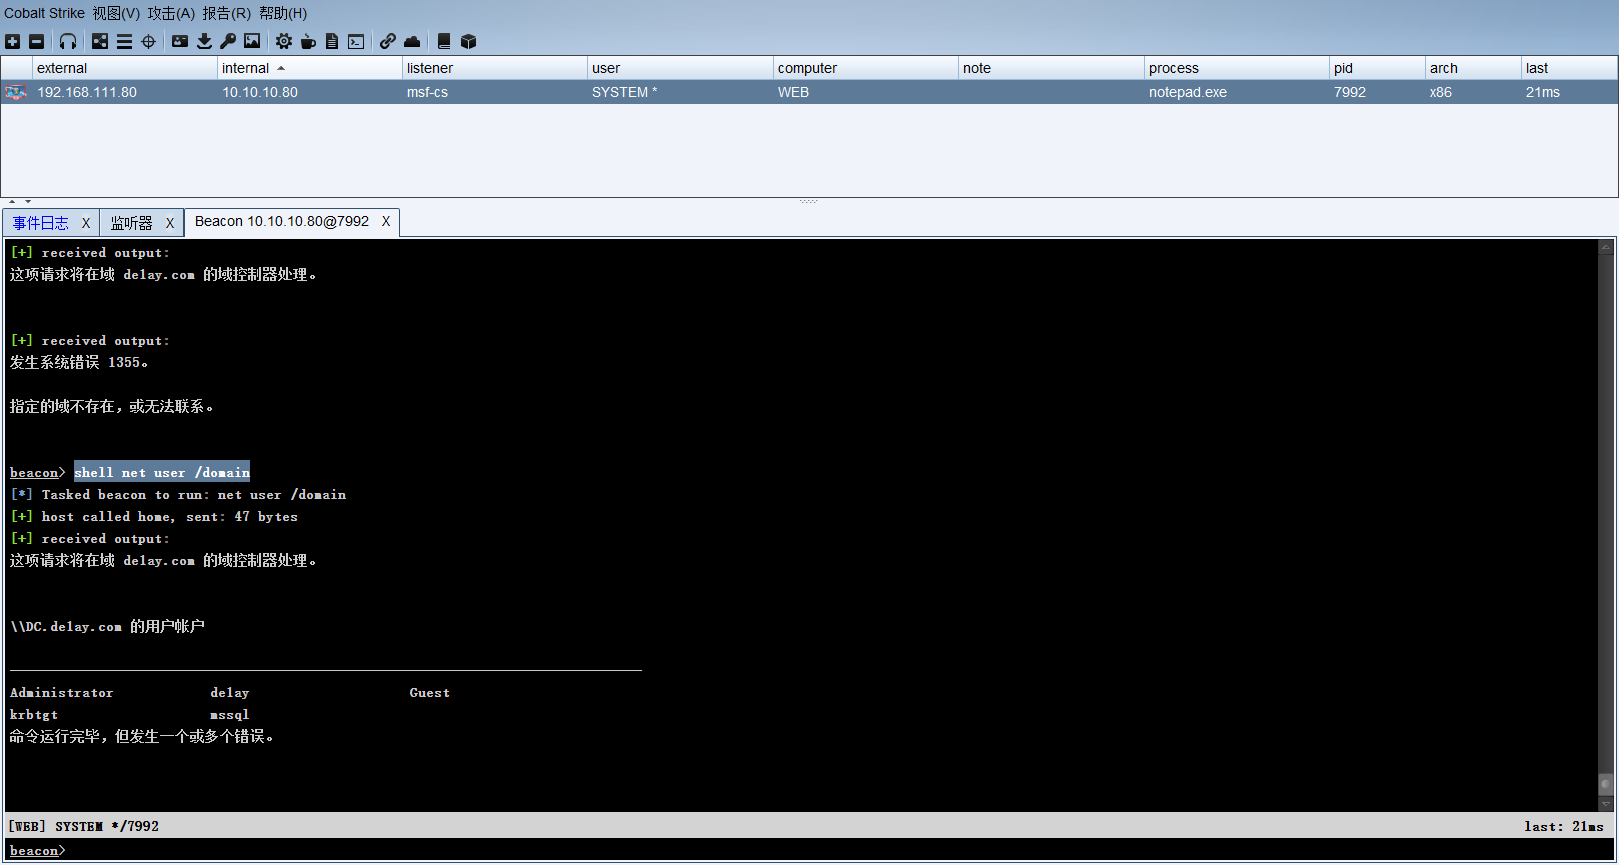 Cobalt Strike 视图(V) 攻击(A) 报告(R) 帮助(H)
external internal listener user computer note process pid arch last
192.168.111.80 10.10.10.80 msf-cs SYSTEM * WEB notepad.exe 7992 x86 21ms
事件日志 X 监听器 X Beacon 10.10.10.80@7992 X
[+] received output:
这项请求将在域 delay.com 的域控制器处理。
[+] received output:
发生系统错误 1355。
指定的域不存在，或无法联系。
beacon> shell net user /domain
[*] Tasked beacon to run: net user /domain
[+] host called home, sent: 47 bytes
[+] received output:
这项请求将在域 delay.com 的域控制器处理。
\\DC.delay.com 的用户帐户
Administrator delay Guest
krbtgt mssql
命令运行完毕，但发生一个或多个错误。
[WEB] SYSTEM */7992 last: 21ms
beacon>